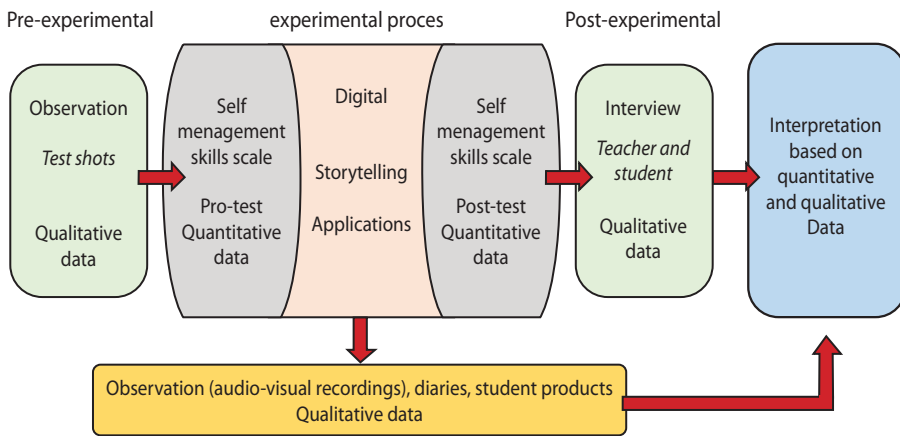 Pre-experimental
experimental proces
Post-experimental
Observation
Test shots
Qualitative
data
Self
menagement
skills scale
Pro-test
Quantitative
data
Digital
Storytelling
Applications
Self
menagement
skills scale
Post-test
Quantitative
data
Interview
Teacher and
student
Qualitative
data
Interpretation
based on
quantitative
and qualitative
Data
Observation (audio-visual recordings), diaries, student products
Qualitative data